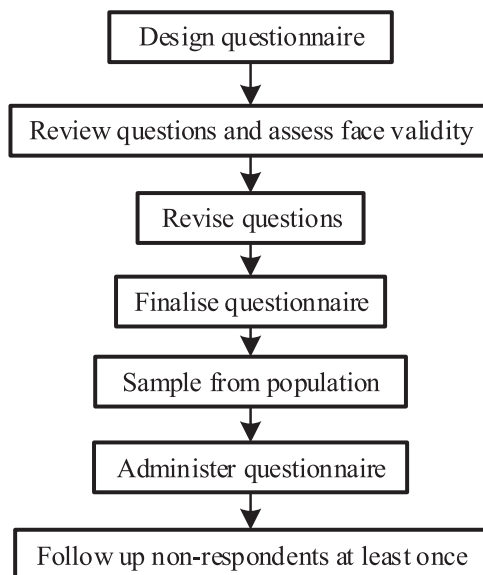 Design questionnaire
Review questions and assess face validity
Revise questions
Finalise questionnaire
Sample from population
Administer questionnaire
Follow up non-respondents at least once